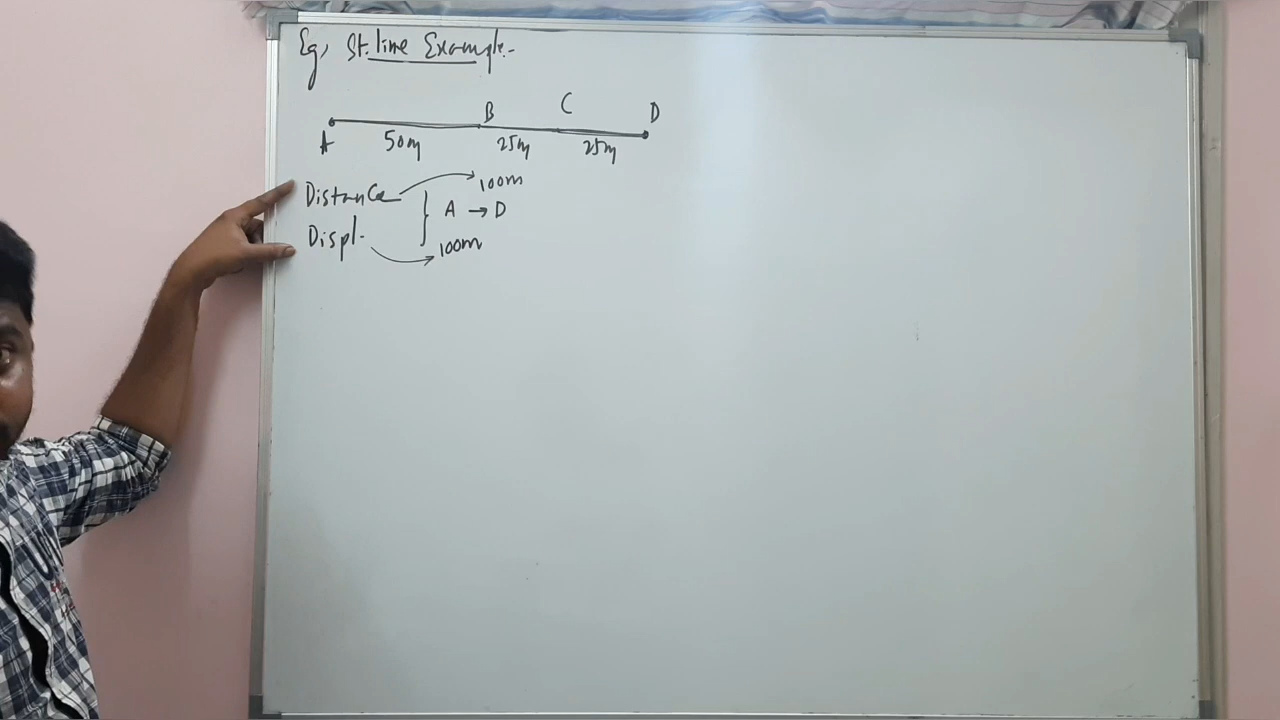 Eg, St.line Example.-
B C D
A 50m 25m 25m
Distance 100m
A → D
Displ. 100m